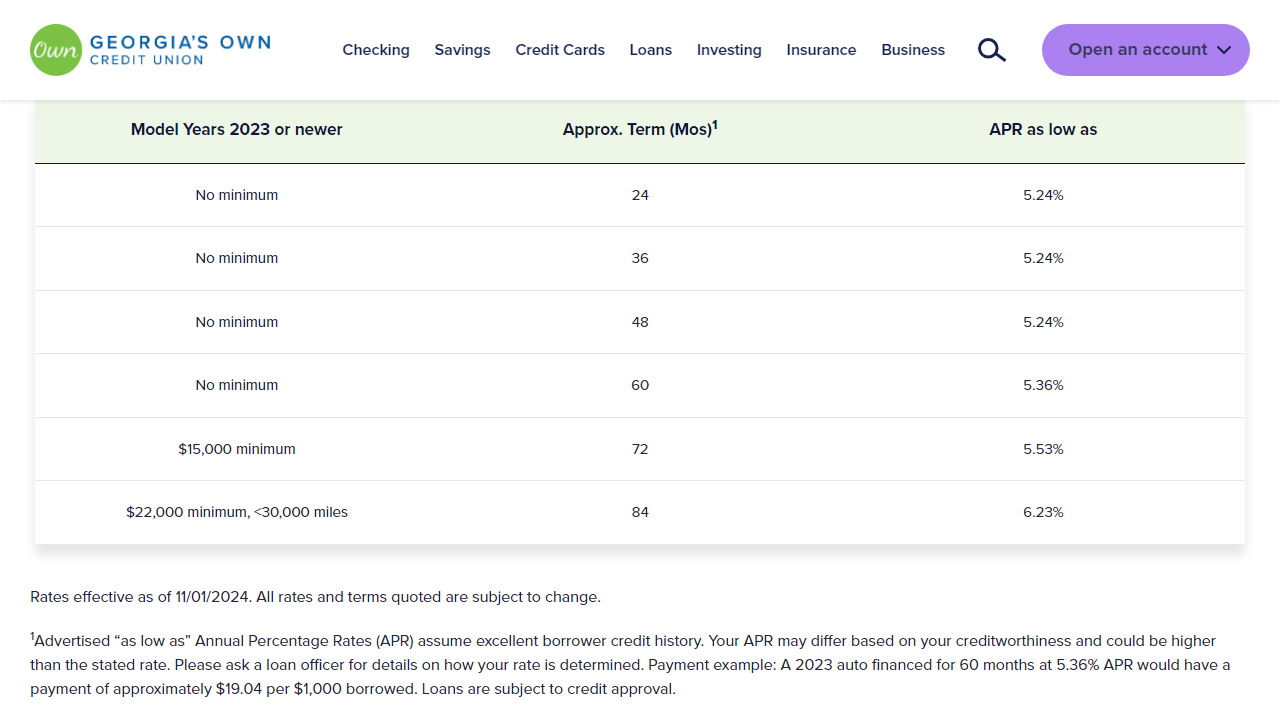 Own GEORGIA'S OWN
CREDIT UNION
Checking Savings Credit Cards Loans Investing Insurance Business Open an account
Model Years 2023 or newer Approx. Term (Mos)1 APR as low as
No minimum 24 5.24%
No minimum 36 5.24%
No minimum 48 5.24%
No minimum 60 5.36%
$15,000 minimum 72 5.53%
$22,000 minimum, <30,000 miles 84 6.23%
Rates effective as of 11/01/2024. All rates and terms quoted are subject to change.
1Advertised “as low as” Annual Percentage Rates (APR) assume excellent borrower credit history. Your APR may differ based on your creditworthiness and could be higher
than the stated rate. Please ask a loan officer for details on how your rate is determined. Payment example: A 2023 auto financed for 60 months at 5.36% APR would have a
payment of approximately $19.04 per $1,000 borrowed. Loans are subject to credit approval.